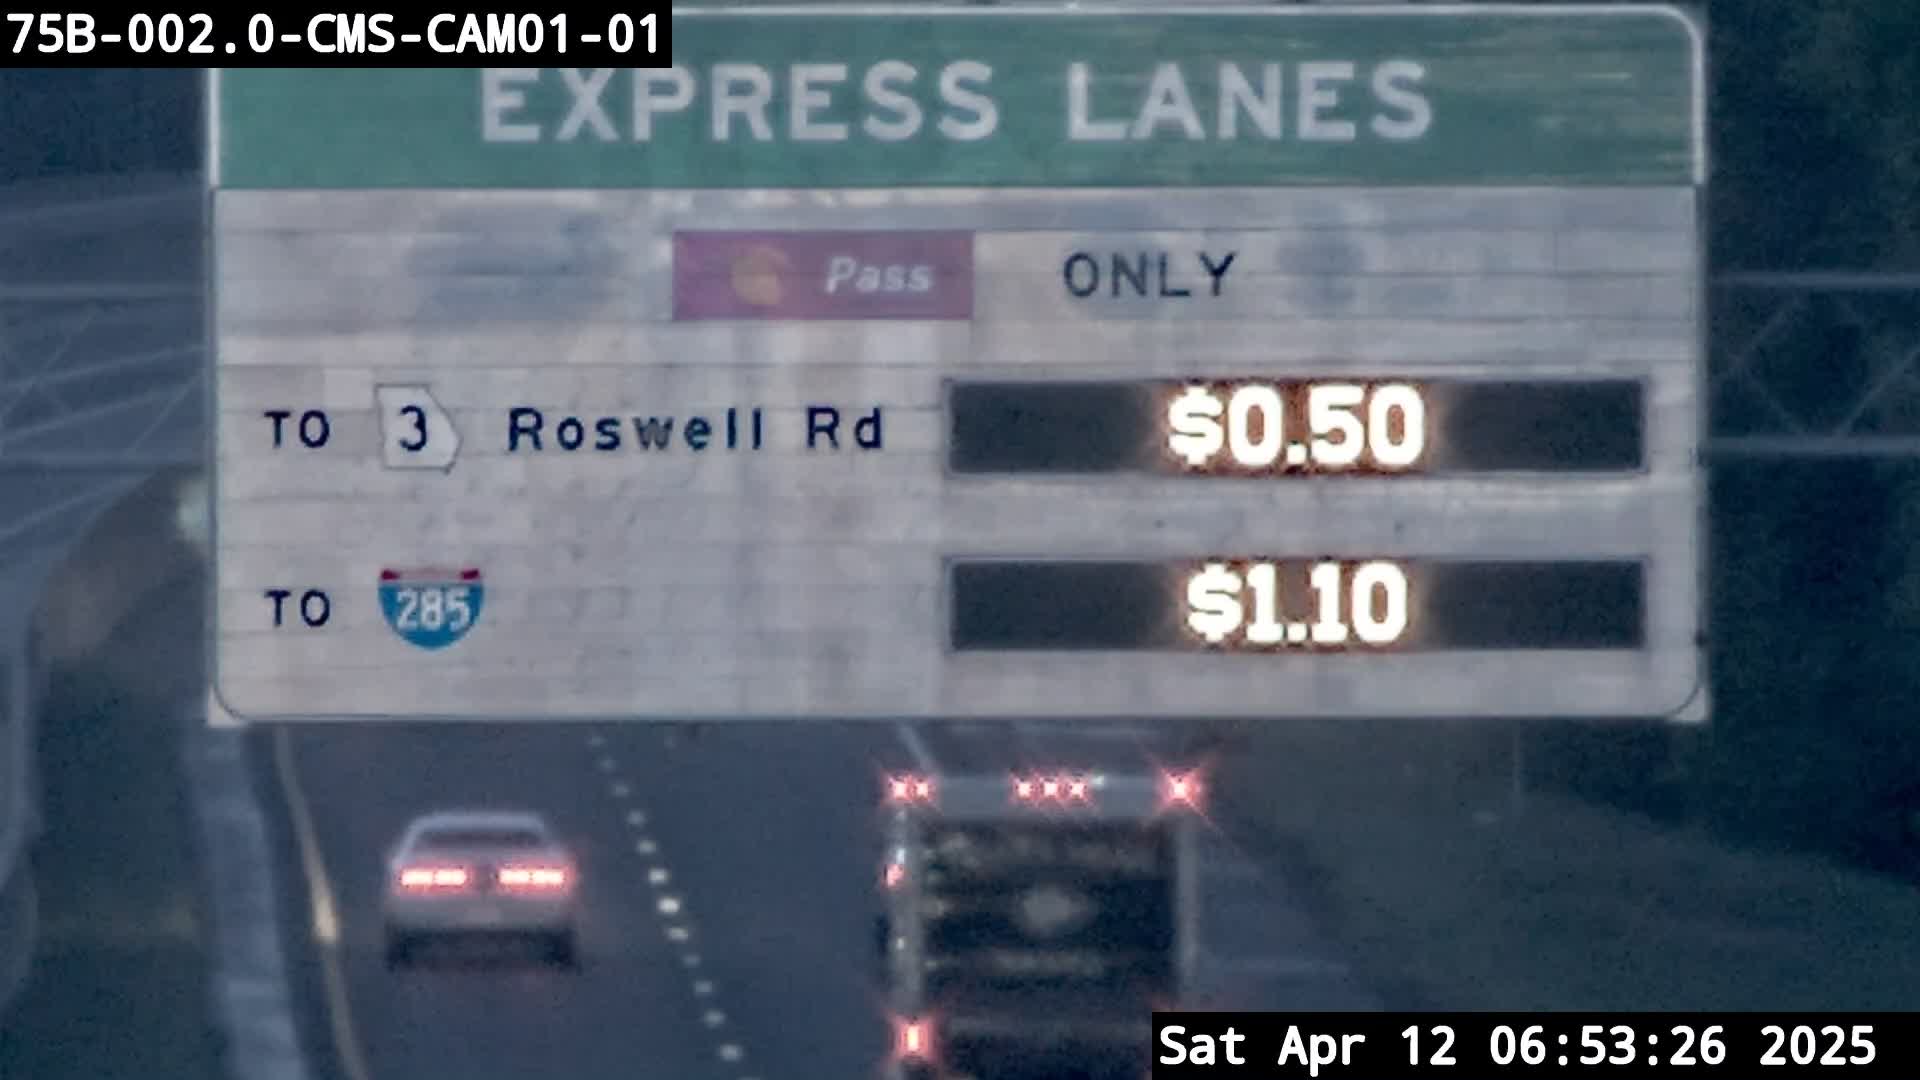 75B-002.0-CMS-CAM01-01
EXPRESS LANES
Pass ONLY
TO 3 Roswell Rd $0.50
TO 285 $1.10
Sat Apr 12 06:53:26 2025